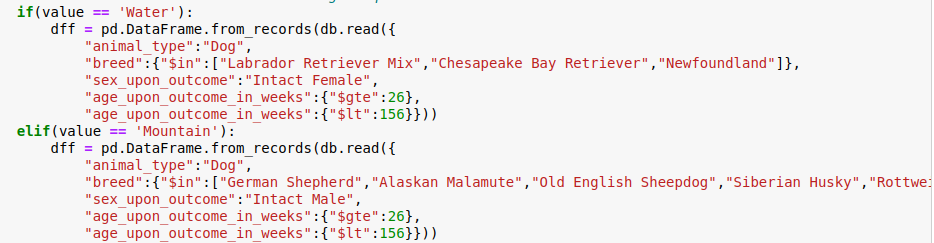 if(value == 'Water'):
    dff = pd.DataFrame.from_records(db.read({
        "animal_type":"Dog",
        "breed":{"$in":["Labrador Retriever Mix","Chesapeake Bay Retriever","Newfoundland"]},
        "sex_upon_outcome":"Intact Female",
        "age_upon_outcome_in_weeks":{"$gte":26},
        "age_upon_outcome_in_weeks":{"$lt":156}}))
elif(value == 'Mountain'):
    dff = pd.DataFrame.from_records(db.read({
        "animal_type":"Dog",
        "breed":{"$in":["German Shepherd","Alaskan Malamute","Old English Sheepdog","Siberian Husky","Rottwei
        "sex_upon_outcome":"Intact Male",
        "age_upon_outcome_in_weeks":{"$gte":26},
        "age_upon_outcome_in_weeks":{"$lt":156}}))